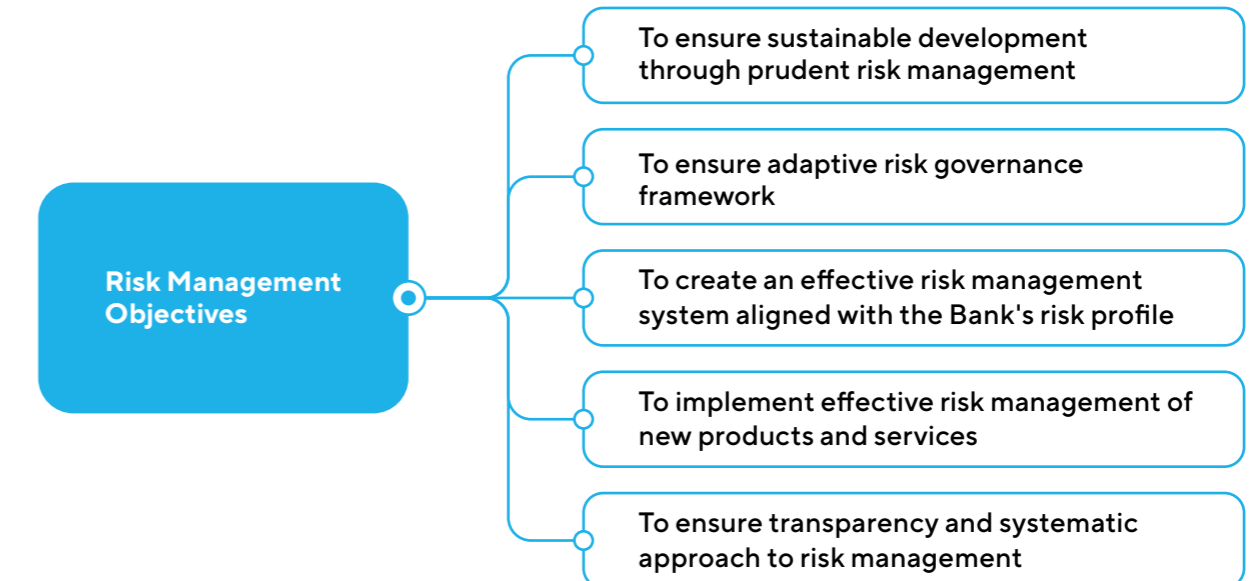 To ensure sustainable development
through prudent risk management
To ensure adaptive risk governance
framework
Risk Management
Objectives
To create an effective risk management
system aligned with the Bank's risk profile
To implement effective risk management of
new products and services
To ensure transparency and systematic
approach to risk management